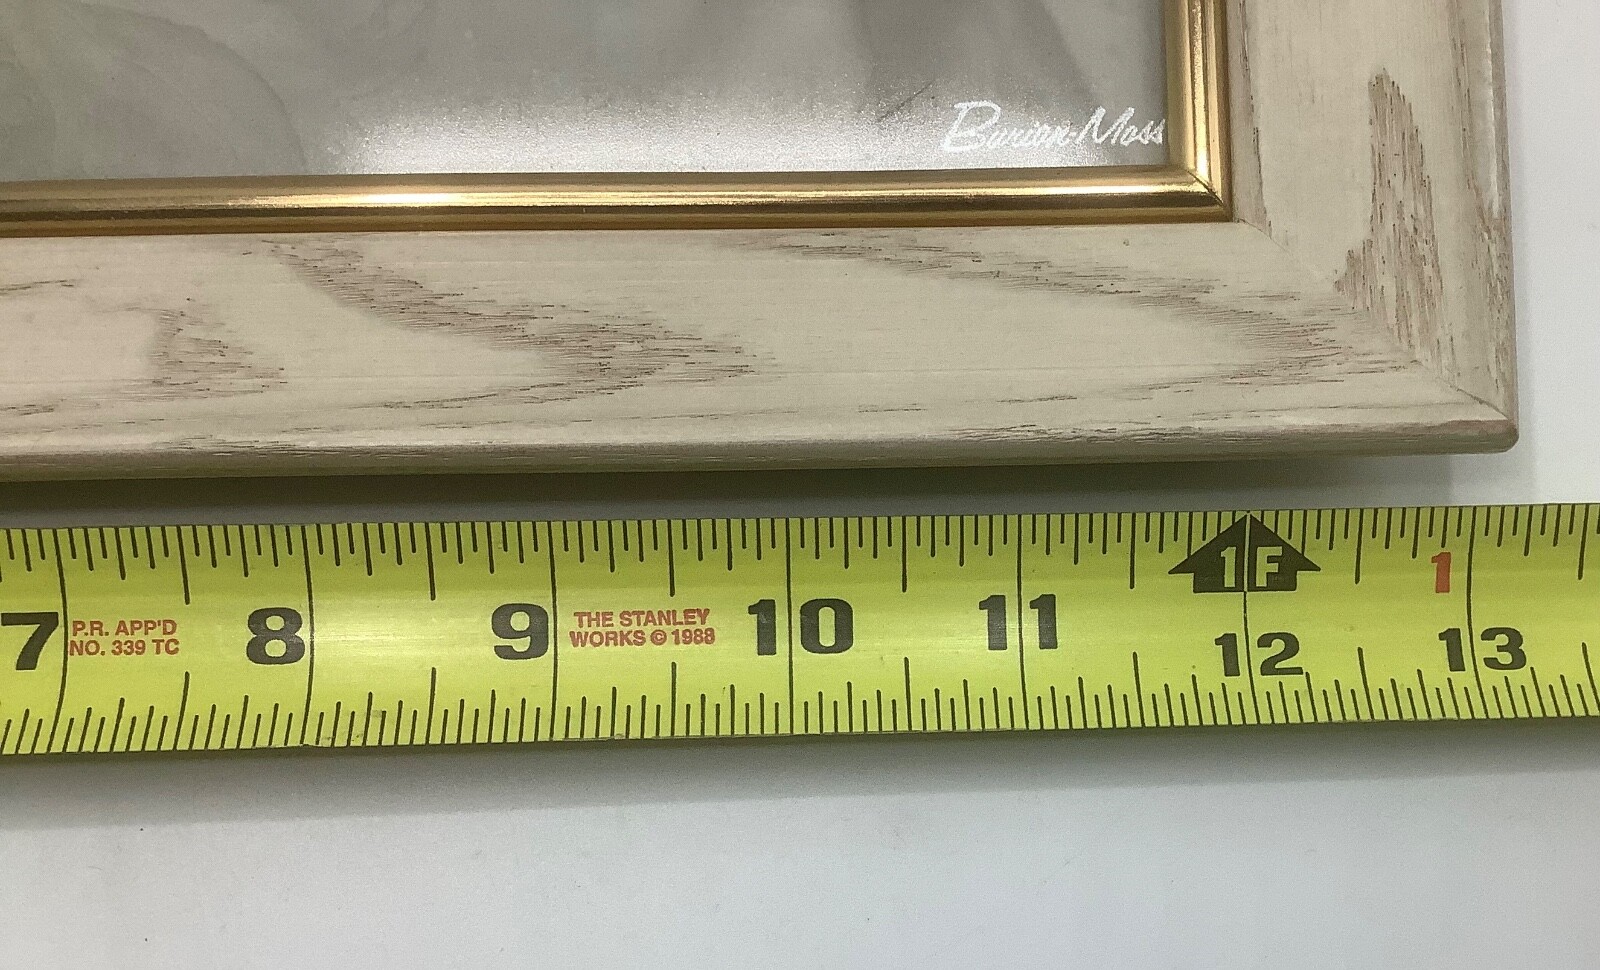 Burian-Moss
1F
1
7 P.R. APP'D 8 9 THE STANLEY 10 11 12 13
NO. 339 TC WORKS © 1988